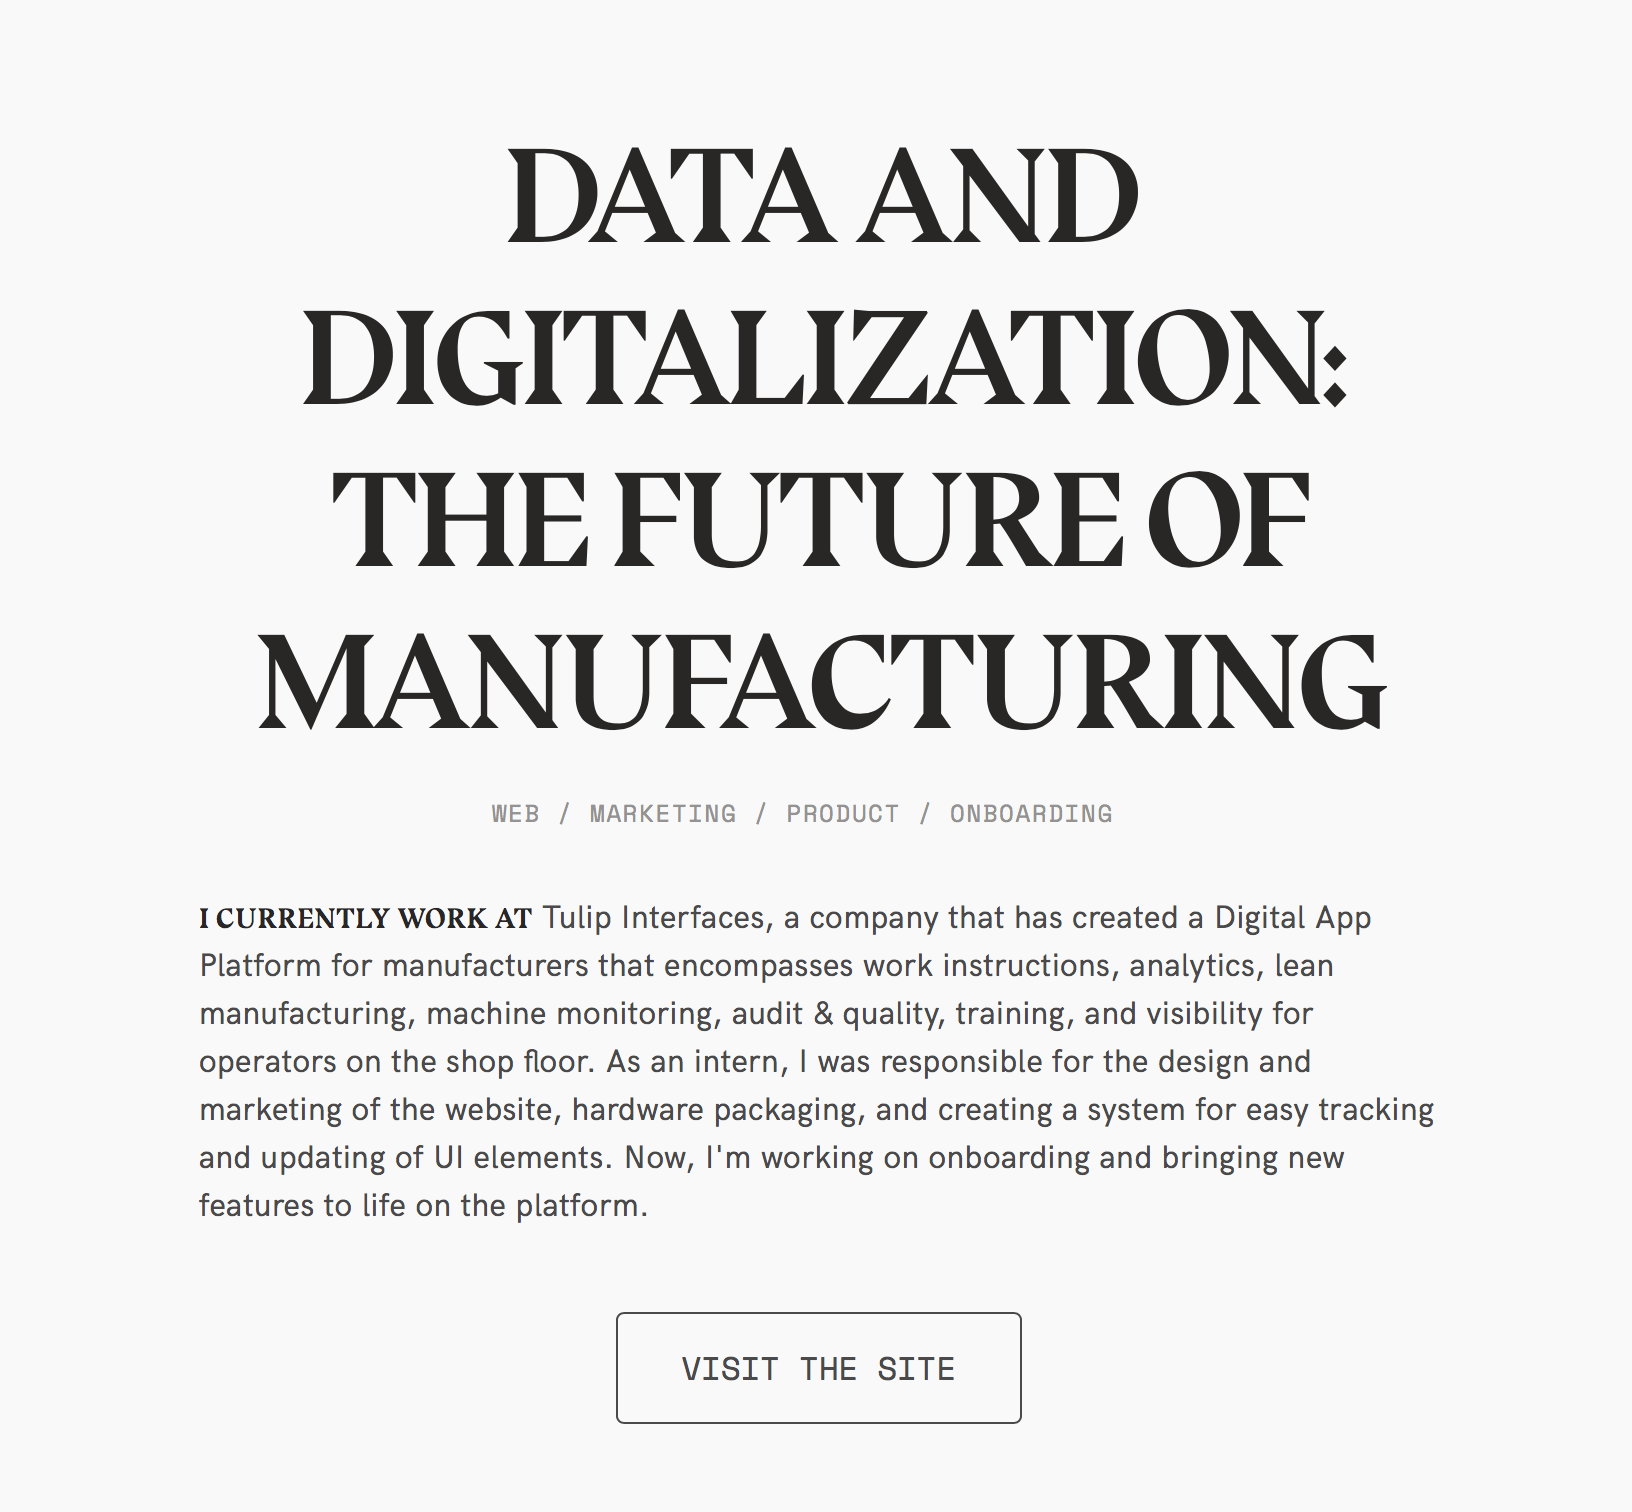 DATA AND
DIGITALIZATION:
THE FUTURE OF
MANUFACTURING
WEB / MARKETING / PRODUCT / ONBOARDING
I CURRENTLY WORK AT Tulip Interfaces, a company that has created a Digital App
Platform for manufacturers that encompasses work instructions, analytics, lean
manufacturing, machine monitoring, audit & quality, training, and visibility for
operators on the shop floor. As an intern, I was responsible for the design and
marketing of the website, hardware packaging, and creating a system for easy tracking
and updating of UI elements. Now, I'm working on onboarding and bringing new
features to life on the platform.
VISIT THE SITE